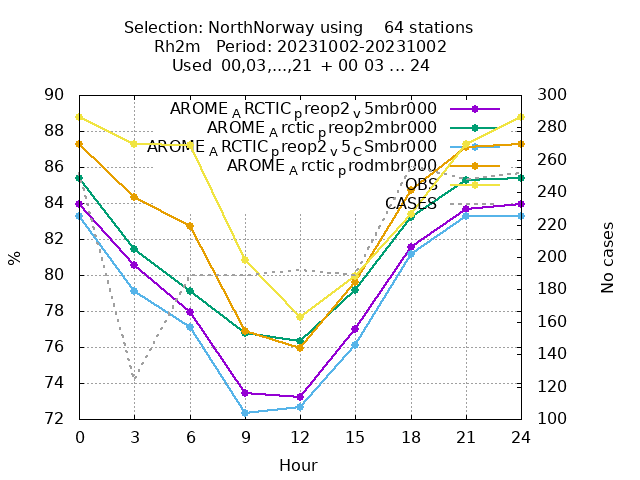 Selection: NorthNorway using 64 stations
Rh2m Period: 20231002-20231002
Used 00,03,...,21 + 00 03 ... 24
90
88
86
84
82
80
78
76
74
72
300
280
260
240
220
200
180
160
140
120
100
AROME_ARCTIC_preop2_v5mbr000
AROME_Arctic_preop2mbr000
AROME_ARCTIC_preop2_v5_CSmbr000
AROME_Arctic_prodmbr000
OBS
CASES
%
No cases
0 3 6 9 12 15 18 21 24
Hour